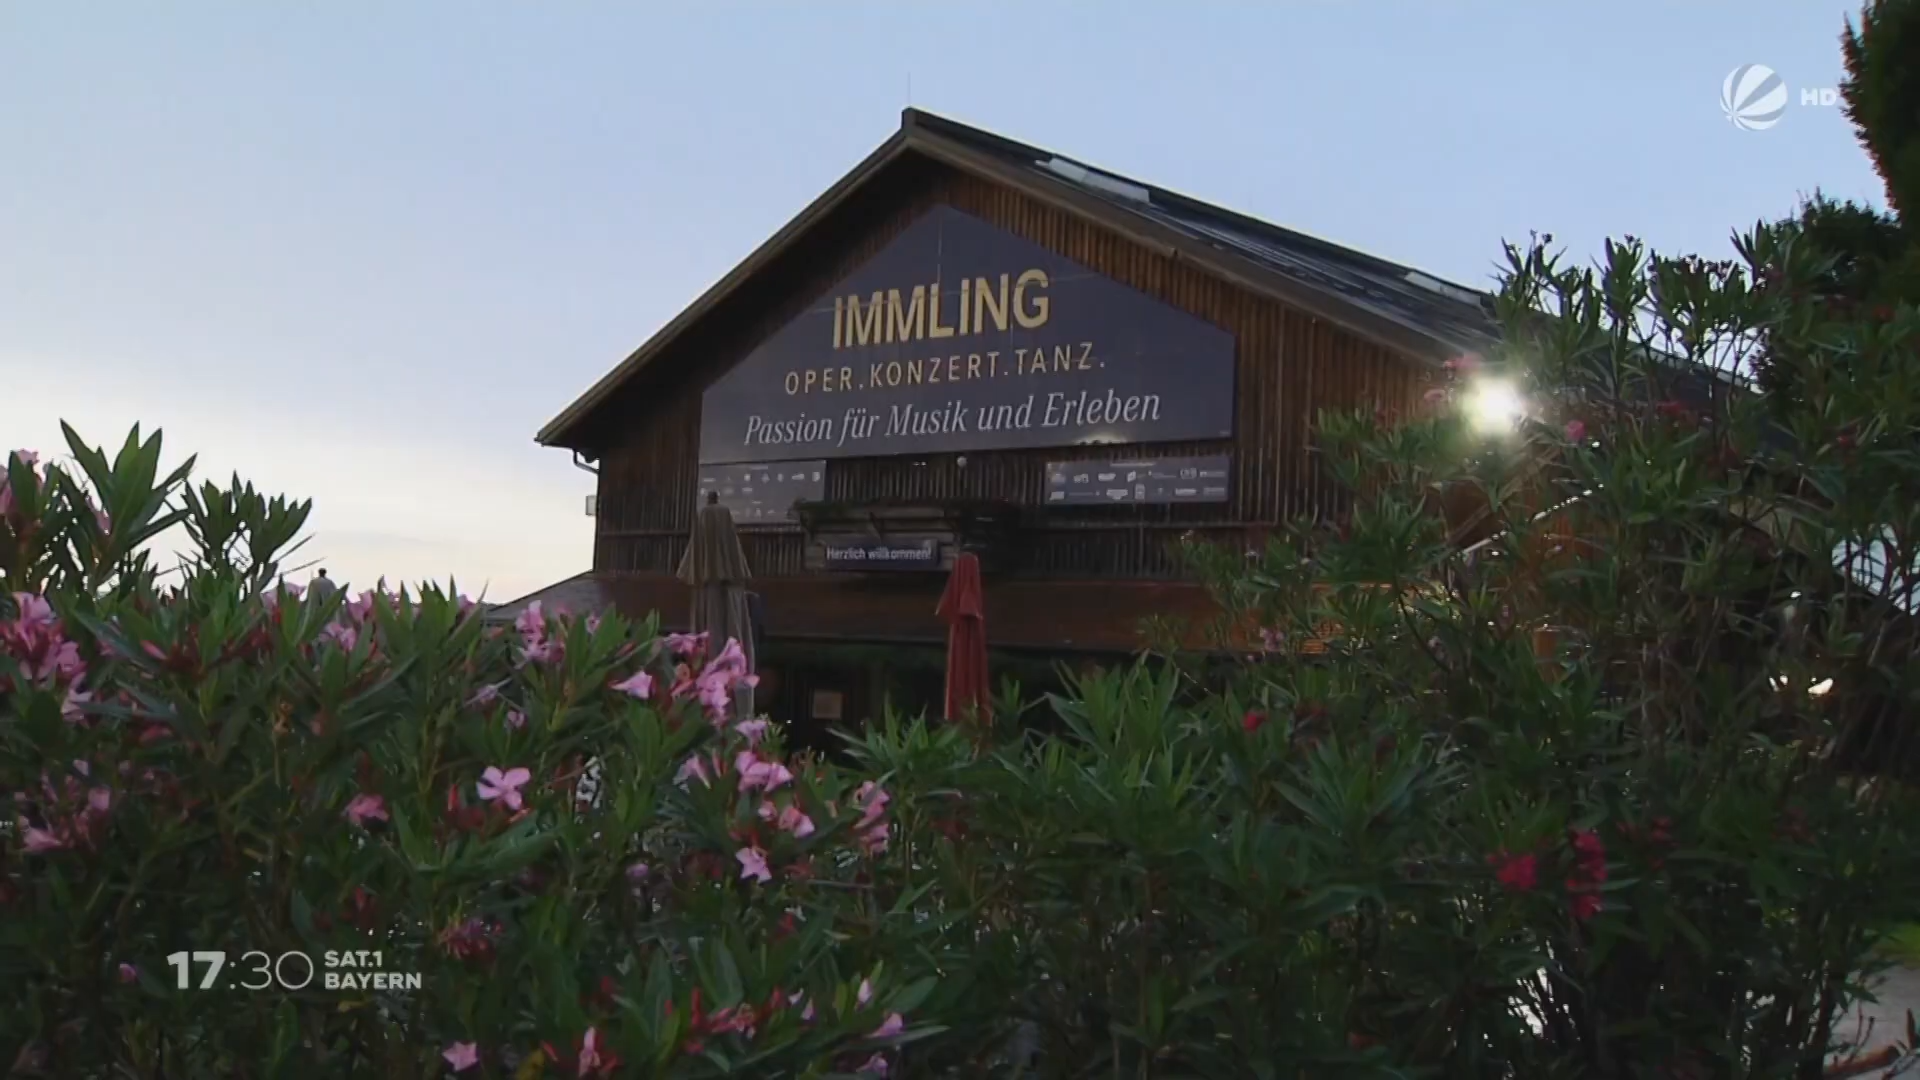 HD
IMMLING
OPER.KONZERT.TANZ.
Passion für Musik und Erleben
Herzlich willkommen!
17:30 SAT.1
BAYERN